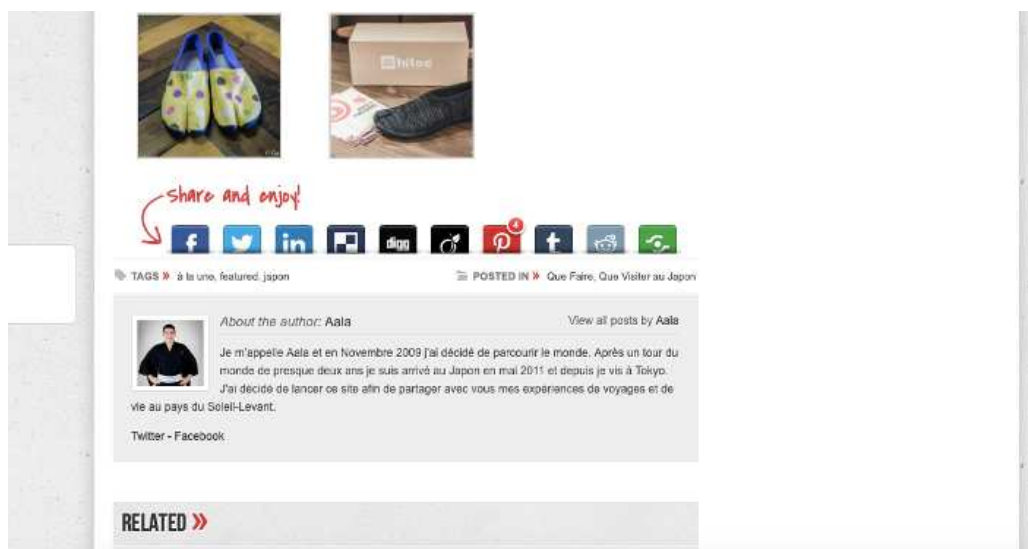 Share and enjoy!
f in digg 4 t
TAGS » à la une, featured, japon
POSTED IN » Que Faire, Que Visiter au Japon
About the author: Aala
View all posts by Aala
Je m'appelle Aala et en Novembre 2009 j'ai décidé de parcourir le monde. Après un tour du
monde de presque deux ans je suis arrivé au Japon en mai 2011 et depuis je vis à Tokyo.
J'ai décidé de lancer ce site afin de partager avec vous mes expériences de voyages et de
vie au pays du Soleil-Levant.
Twitter - Facebook
RELATED »